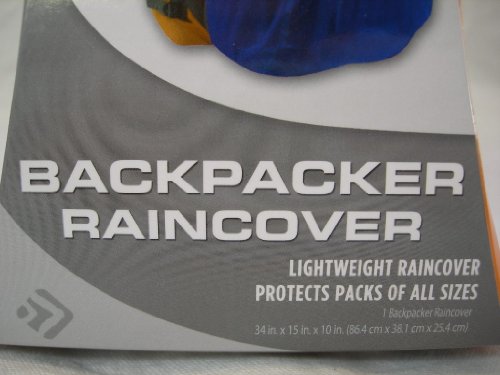 BACKPACKER
RAINCOVER
LIGHTWEIGHT RAINCOVER
PROTECTS PACKS OF ALL SIZES
1 Backpacker Raincover
34 in. x 15 in. x 10 in. (86.4 cm x 38.1 cm x 25.4 cm)